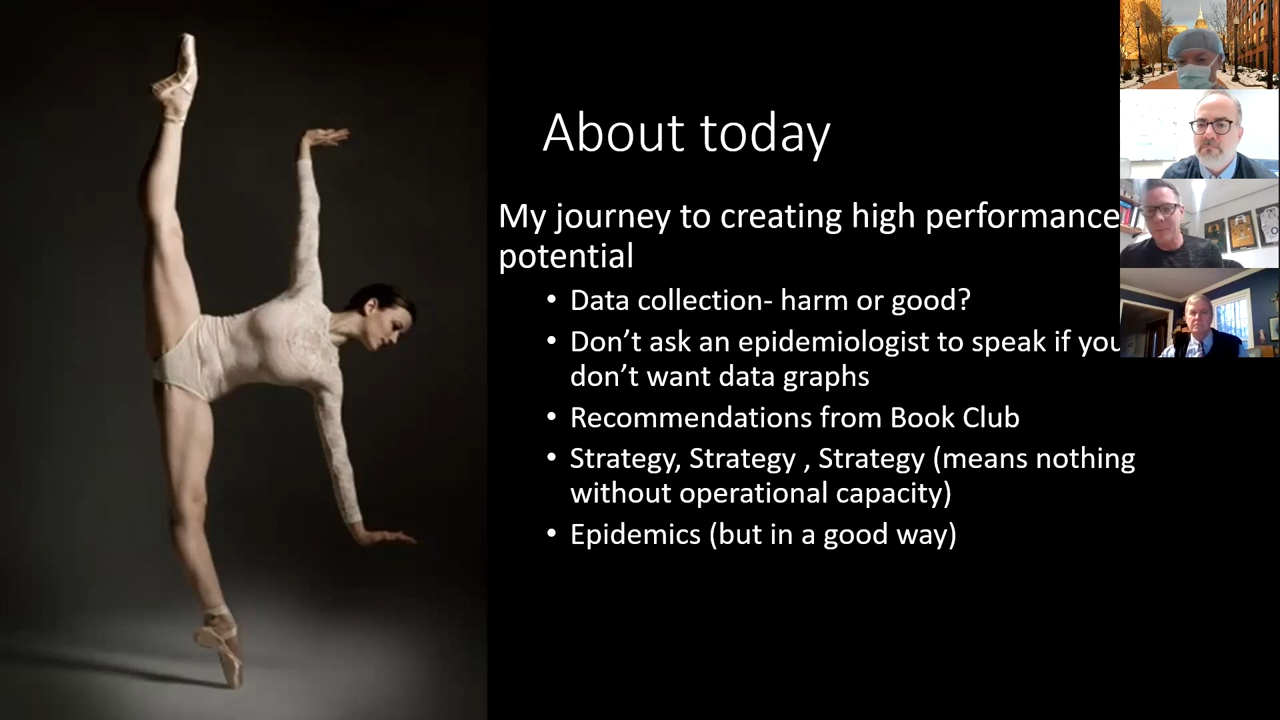 About today
My journey to creating high performance
potential
• Data collection- harm or good?
• Don’t ask an epidemiologist to speak if you
don’t want data graphs
• Recommendations from Book Club
• Strategy, Strategy , Strategy (means nothing
without operational capacity)
• Epidemics (but in a good way)